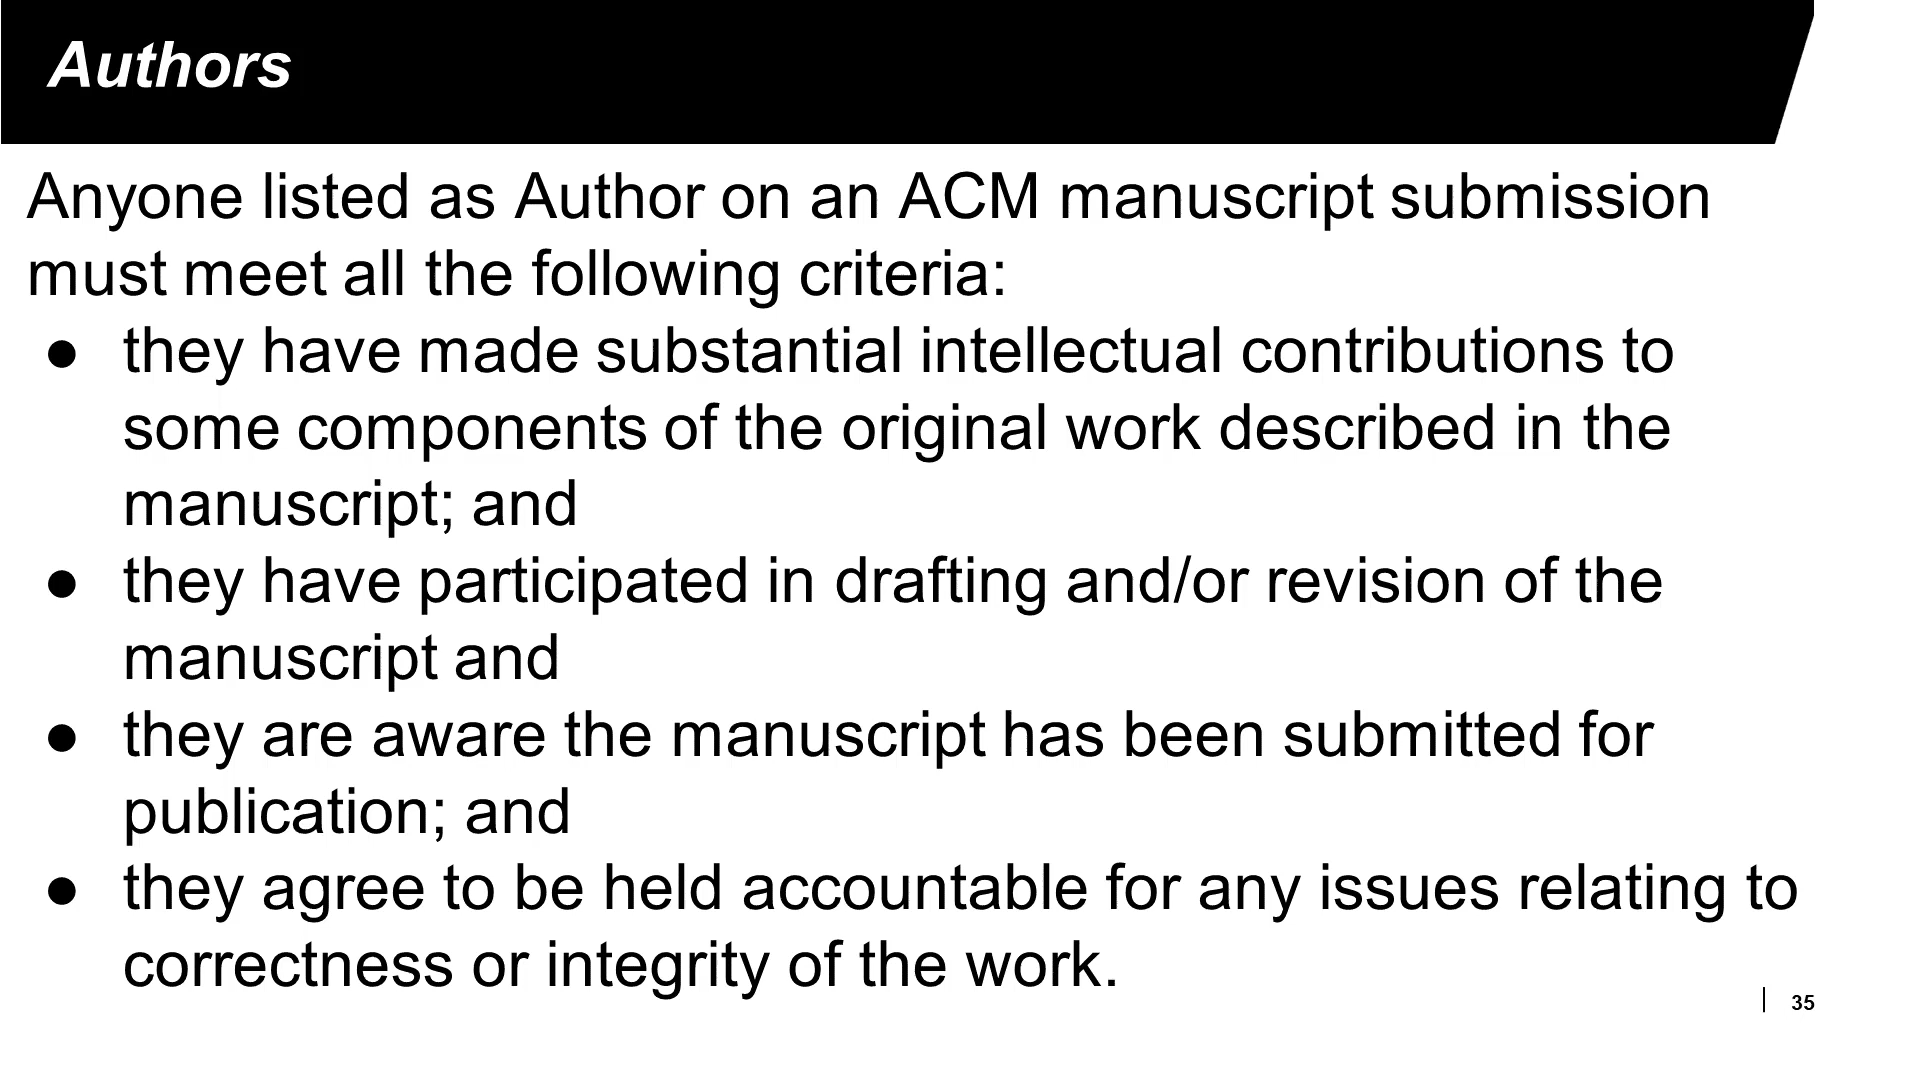 Authors
Anyone listed as Author on an ACM manuscript submission
must meet all the following criteria:
● they have made substantial intellectual contributions to
some components of the original work described in the
manuscript; and
● they have participated in drafting and/or revision of the
manuscript and
● they are aware the manuscript has been submitted for
publication; and
● they agree to be held accountable for any issues relating to
correctness or integrity of the work.
35